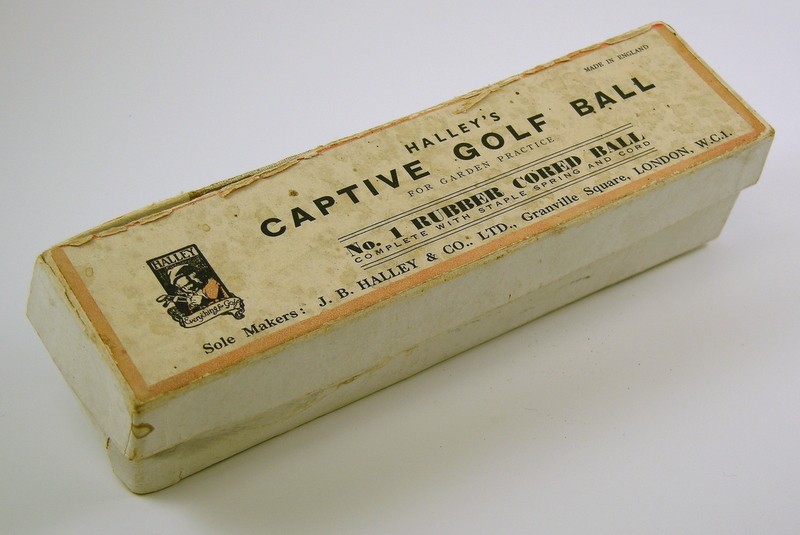 MADE IN ENGLAND
HALLEY'S
CAPTIVE GOLF BALL
FOR GARDEN PRACTICE
No. 1 RUBBER CORED BALL
COMPLETE WITH STAPLE SPRING AND CORD
HALLEY
Everything for Golf
Sole Makers: J. B. HALLEY & CO., LTD., Granville Square, LONDON, W.C.1.